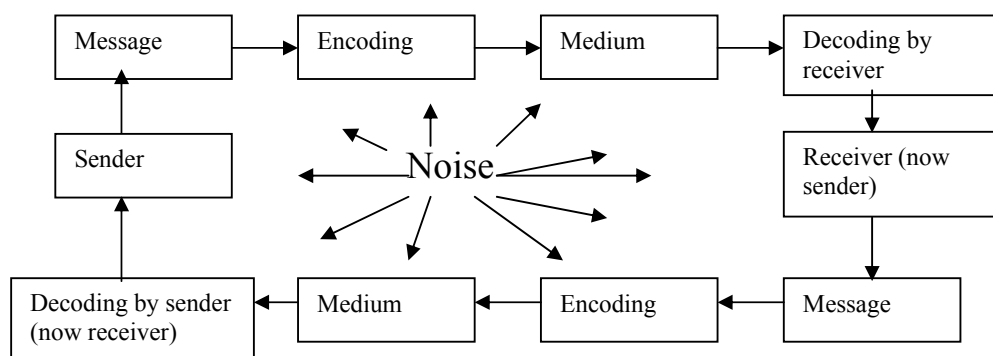 Message
Encoding
Medium
Decoding by
receiver
Sender
Noise
Receiver (now
sender)
Decoding by sender
(now receiver)
Medium
Encoding
Message